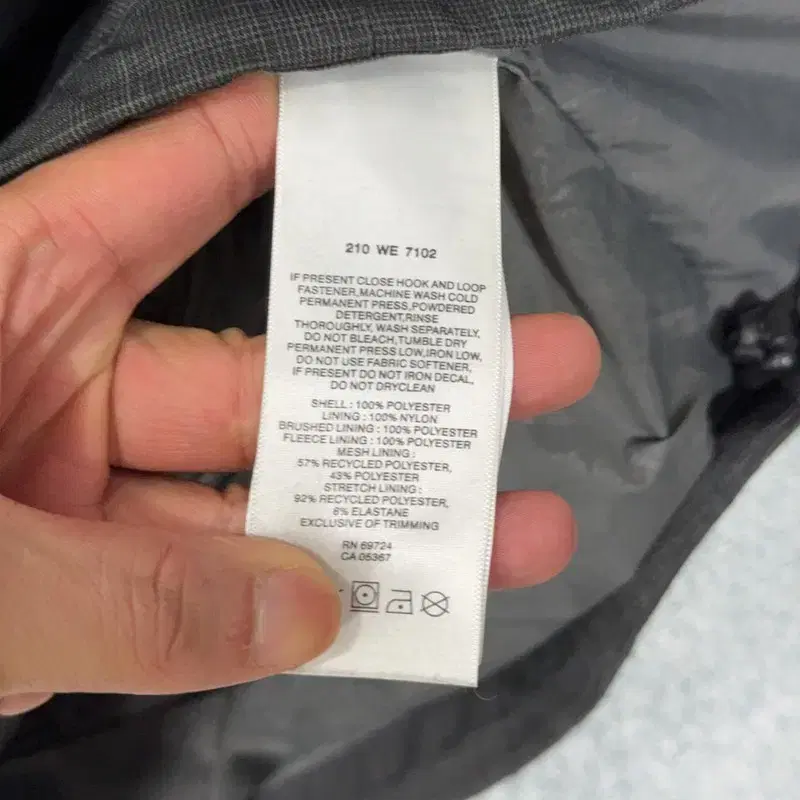 210 WE 7102
IF PRESENT CLOSE HOOK AND LOOP
FASTENER,MACHINE WASH COLD
PERMANENT PRESS,POWDERED
DETERGENT,RINSE
THOROUGHLY, WASH SEPARATELY,
DO NOT BLEACH,TUMBLE DRY
PERMANENT PRESS LOW,IRON LOW,
DO NOT USE FABRIC SOFTENER,
IF PRESENT DO NOT IRON DECAL,
DO NOT DRYCLEAN
SHELL : 100% POLYESTER
LINING : 100% NYLON
BRUSHED LINING : 100% POLYESTER
FLEECE LINING : 100% POLYESTER
MESH LINING :
57% RECYCLED POLYESTER,
43% POLYESTER
STRETCH LINING :
92% RECYCLED POLYESTER,
8% ELASTANE
EXCLUSIVE OF TRIMMING
RN 69724
CA 05367